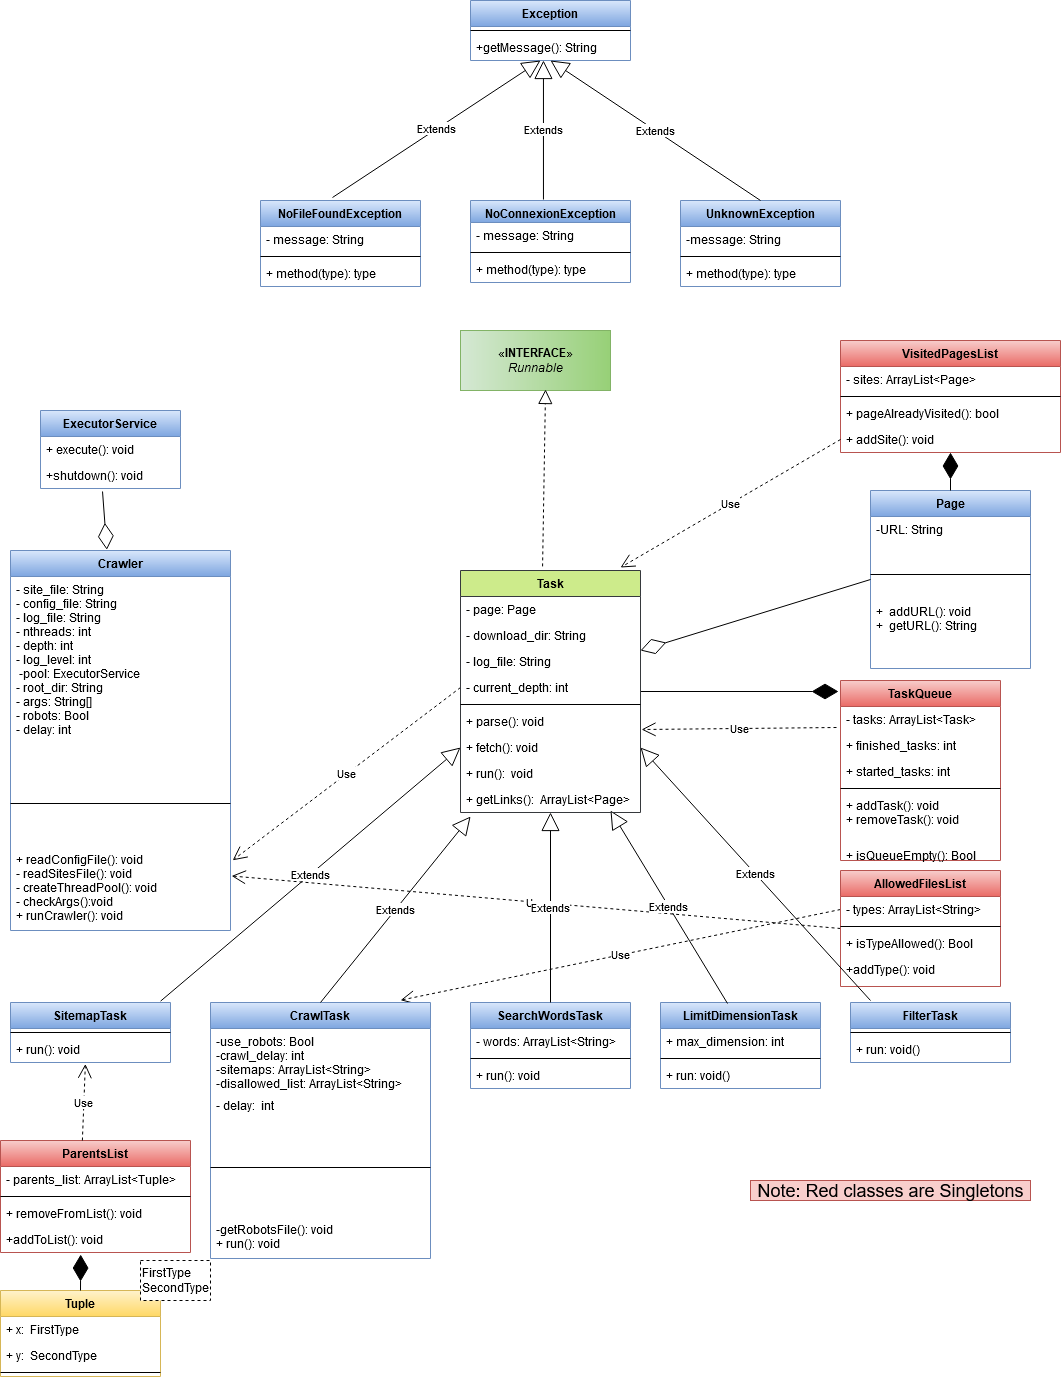 Exception
+getMessage(): String
Extends
Extends
Extends
NoFileFoundException
- message: String
+ method(type): type
NoConnexionException
- message: String
+ method(type): type
UnknownException
-message: String
+ method(type): type
«INTERFACE»
Runnable
VisitedPagesList
- sites: ArrayList<Page>
+ pageAlreadyVisited(): bool
+ addSite(): void
ExecutorService
+ execute(): void
+shutdown(): void
Use
Page
-URL: String
+ addURL(): void
+ getURL(): String
Crawler
- site_file: String
- config_file: String
- log_file: String
- nthreads: int
- depth: int
- log_level: int
-pool: ExecutorService
- root_dir: String
- args: String[]
- robots: Bool
- delay: int
+ readConfigFile(): void
- readSitesFile(): void
- createThreadPool(): void
- checkArgs():void
+ runCrawler(): void
Task
- page: Page
- download_dir: String
- log_file: String
- current_depth: int
+ parse(): void
+ fetch(): void
+ run():  void
+ getLinks():  ArrayList<Page>
TaskQueue
- tasks: ArrayList<Task>
+ finished_tasks: int
+ started_tasks: int
+ addTask(): void
+ removeTask(): void
+ isQueueEmpty(): Bool
Use
Use
AllowedFilesList
- types: ArrayList<String>
+ isTypeAllowed(): Bool
+addType(): void
Extends
Extends
Extends
Extends
Extends
Use
SitemapTask
+ run(): void
CrawlTask
-use_robots: Bool
-crawl_delay: int
-sitemaps: ArrayList<String>
-disallowed_list: ArrayList<String>
- delay:  int
-getRobotsFile(): void
+ run(): void
SearchWordsTask
- words: ArrayList<String>
+ run(): void
LimitDimensionTask
+ max_dimension: int
+ run: void()
FilterTask
+ run: void()
Use
ParentsList
- parents_list: ArrayList<Tuple>
+ removeFromList(): void
+addToList(): void
Note: Red classes are Singletons
FirstType
SecondType
Tuple
+ x:  FirstType
+ y:  SecondType